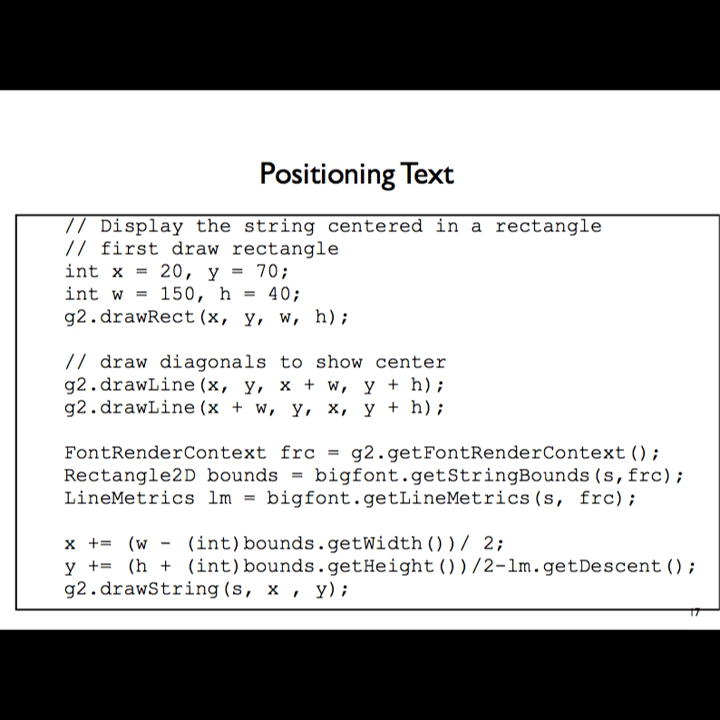 Positioning Text
// Display the string centered in a rectangle
// first draw rectangle
int x = 20, y = 70;
int w = 150, h = 40;
g2.drawRect(x, y, w, h);
// draw diagonals to show center
g2.drawLine(x, y, x + w, y + h);
g2.drawLine(x + w, y, x, y + h);
FontRenderContext frc = g2.getFontRenderContext();
Rectangle2D bounds = bigfont.getStringBounds(s,frc);
LineMetrics lm = bigfont.getLineMetrics(s, frc);
x += (w - (int)bounds.getWidth())/ 2;
y += (h + (int)bounds.getHeight())/2-lm.getDescent();
g2.drawString(s, x , y);
17